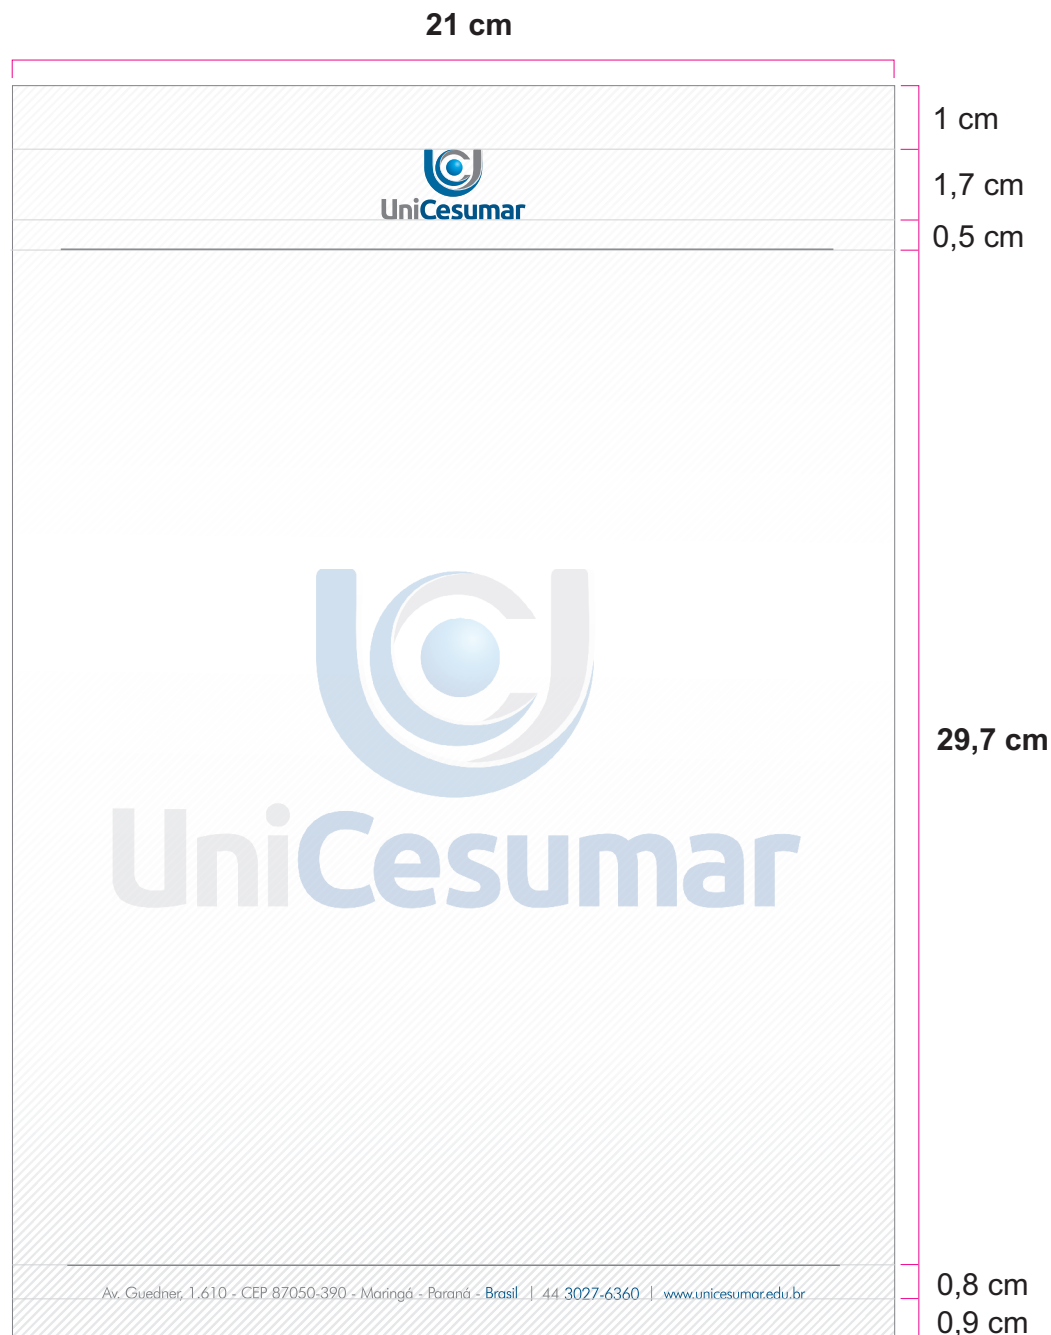 21 cm
1 cm
1,7 cm
UniCesumar
0,5 cm
29,7 cm
UniCesumar
0,8 cm
Av. Guedner, 1.610 - CEP 87050-390 - Maringá - Paraná - Brasil | 44 3027-6360 | www.unicesumar.edu.br
0,9 cm